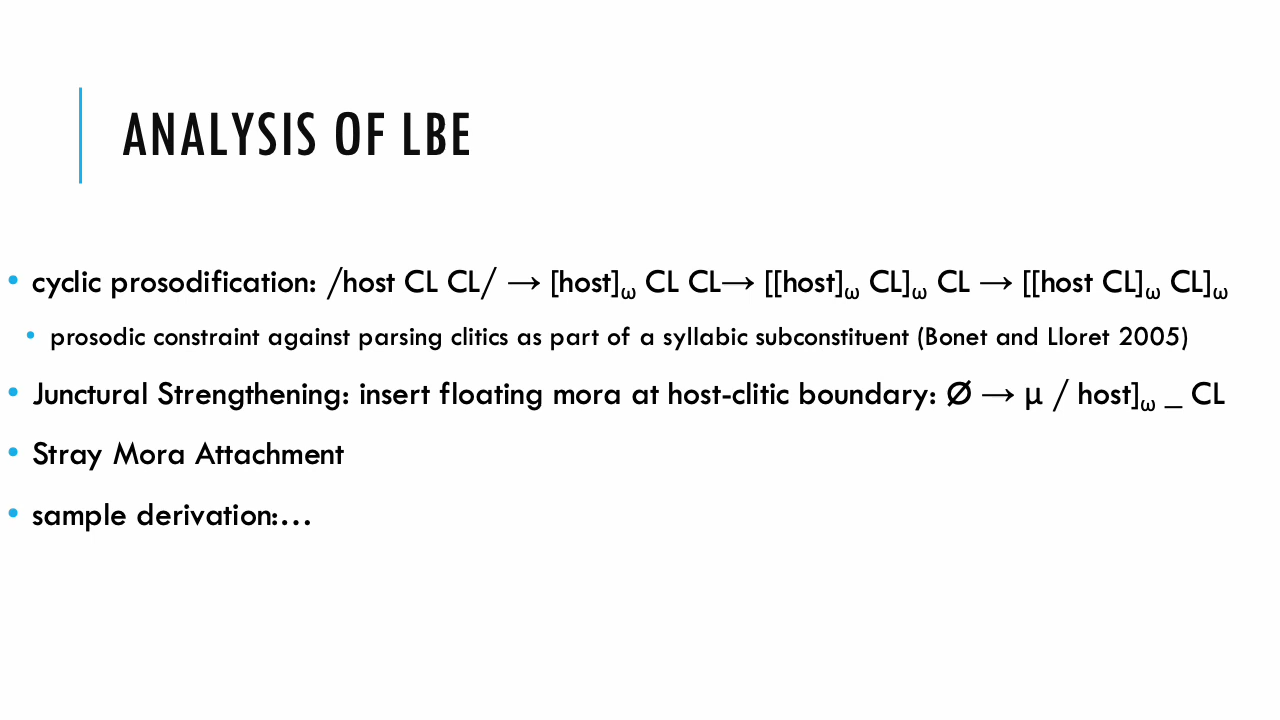 ANALYSIS OF LBE
• cyclic prosodification: /host CL CL/ → [host]ω CL CL→ [[host]ω CL]ω CL → [[host CL]ω CL]ω
• prosodic constraint against parsing clitics as part of a syllabic subconstituent (Bonet and Lloret 2005)
• Junctural Strengthening: insert floating mora at host-clitic boundary: Ø → μ / host]ω _ CL
• Stray Mora Attachment
• sample derivation:…